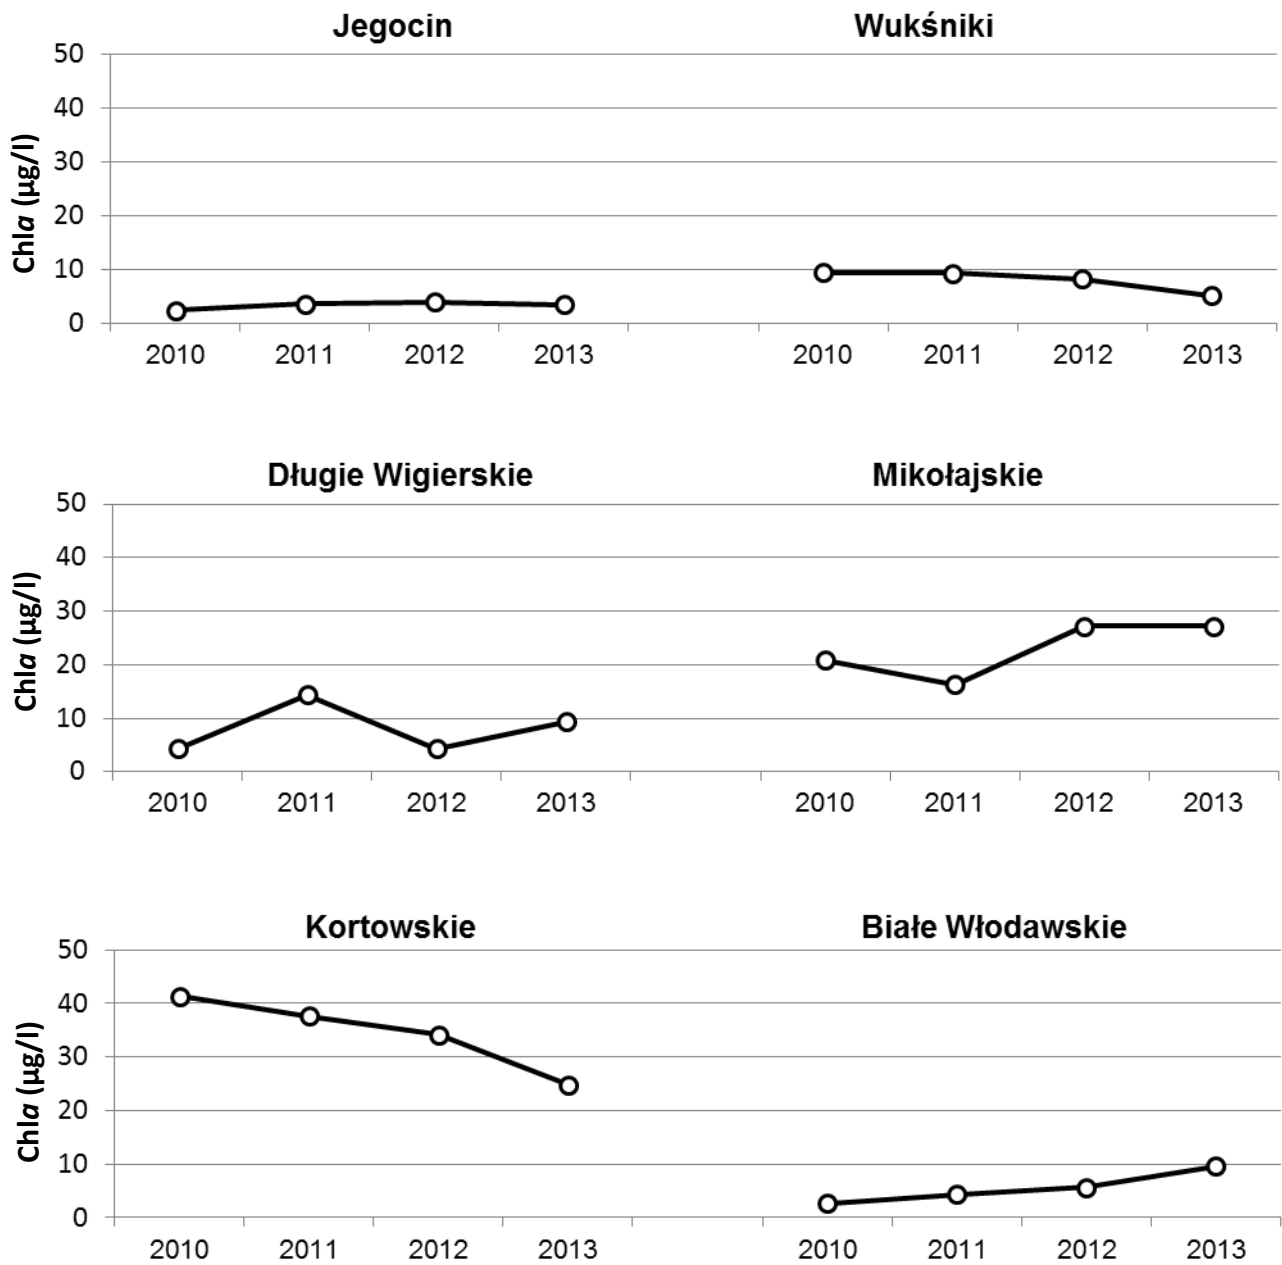 Jegocin Wukśniki
50
40
30
20
10
0
Chla (µg/l)
2010 2011 2012 2013 2010 2011 2012 2013
Długie Wigierskie Mikołajskie
50
40
30
20
10
0
Chla (µg/l)
2010 2011 2012 2013 2010 2011 2012 2013
Kortowskie Białe Włodawskie
50
40
30
20
10
0
Chla (µg/l)
2010 2011 2012 2013 2010 2011 2012 2013